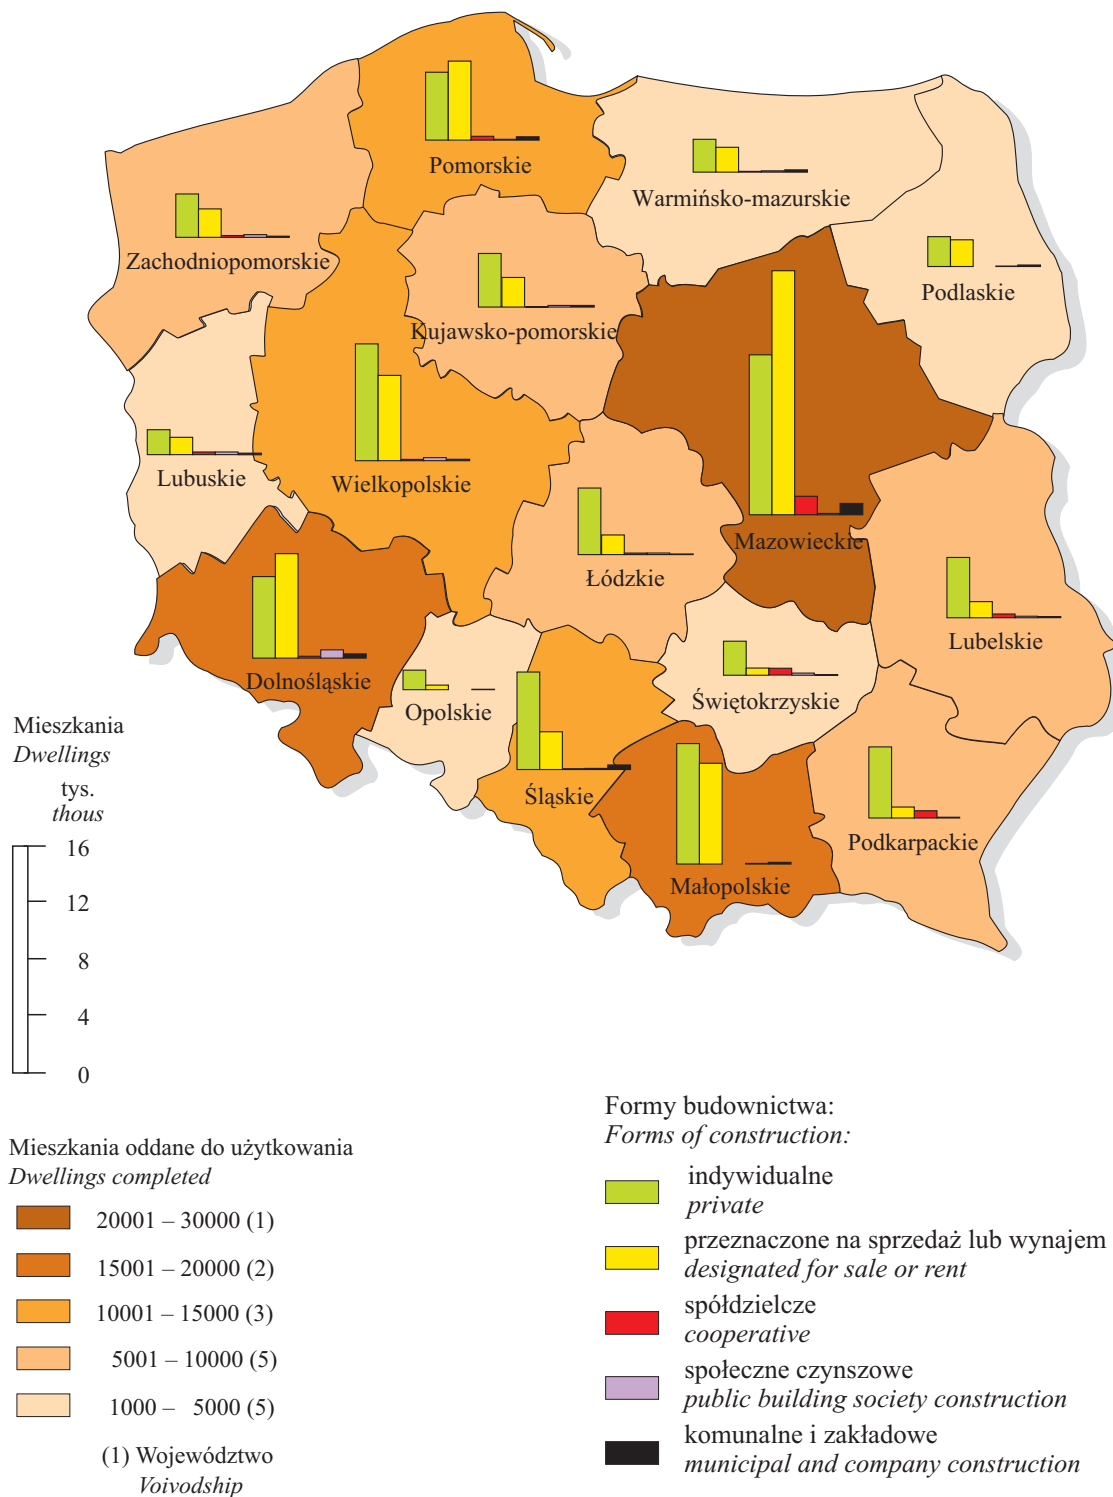 Pomorskie
Warmińsko-mazurskie
Zachodniopomorskie
Podlaskie
Kujawsko-pomorskie
Lubuskie
Wielkopolskie
Mazowieckie
Łódzkie
Lubelskie
Dolnośląskie
Opolskie
Świętokrzyskie
Śląskie
Podkarpackie
Małopolskie
Mieszkania
Dwellings
tys.
thous
16
12
8
4
0
Mieszkania oddane do użytkowania
Dwellings completed
20001 – 30000 (1)
15001 – 20000 (2)
10001 – 15000 (3)
5001 – 10000 (5)
1000 – 5000 (5)
(1) Województwo
Voivodship
Formy budownictwa:
Forms of construction:
indywidualne
private
przeznaczone na sprzedaż lub wynajem
designated for sale or rent
spółdzielcze
cooperative
społeczne czynszowe
public building society construction
komunalne i zakładowe
municipal and company construction